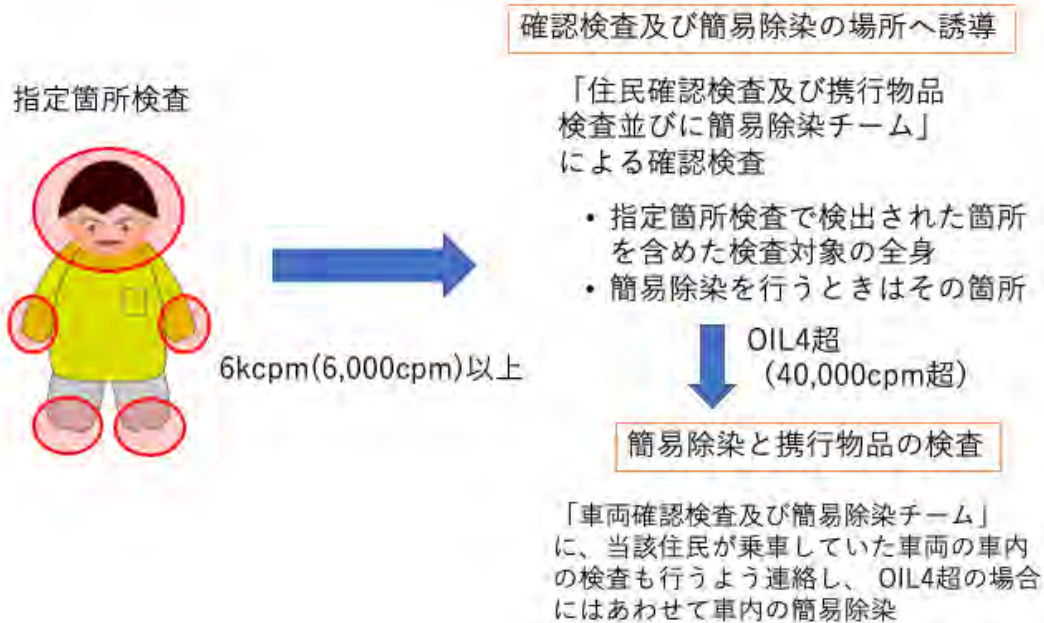 指定箇所検査
6kcpm(6,000cpm)以上
確認検査及び簡易除染の場所へ誘導
「住民確認検査及び携行物品
検査並びに簡易除染チーム」
による確認検査
・指定箇所検査で検出された箇所
を含めた検査対象の全身
・簡易除染を行うときはその箇所
OIL4超
（40,000cpm超）
簡易除染と携行物品の検査
「車両確認検査及び簡易除染チーム」
に、当該住民が乗車していた車両の車内
の検査も行うよう連絡し、 OIL4超の場合
にはあわせて車内の簡易除染